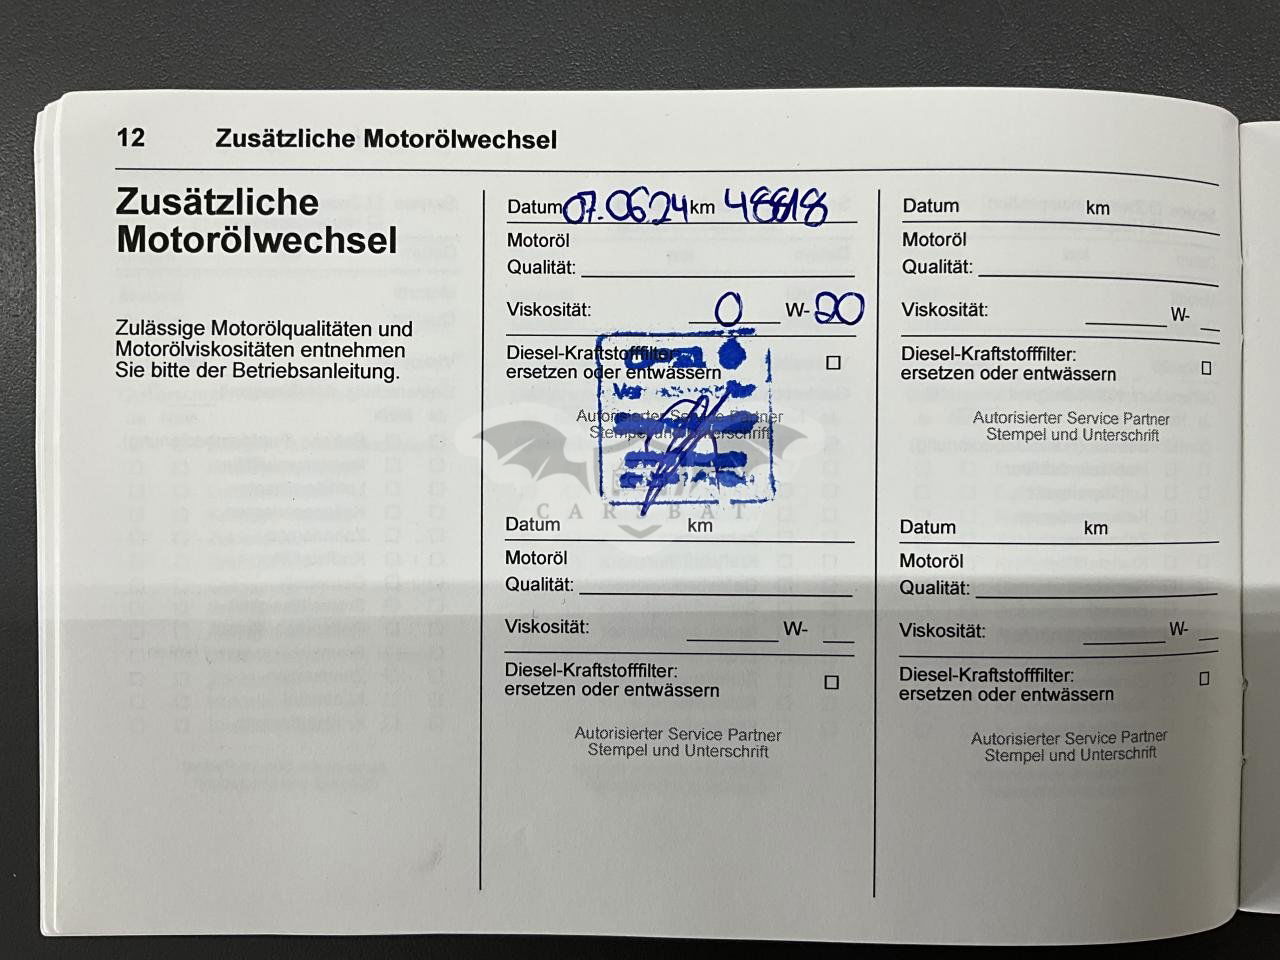 12 Zusätzliche Motorölwechsel
Zusätzliche
Motorölwechsel
Zulässige Motorölqualitäten und
Motorölviskositäten entnehmen
Sie bitte der Betriebsanleitung.
Datum 07.0624 km 48818
Motoröl
Qualität:
Viskosität: 0 W- 20
Diesel-Kraftstofffilter:
ersetzen oder entwässern
Autorisierter Service Partner
Stempel und Unterschrift
CARSBAT
Datum km
Motoröl
Qualität:
Viskosität: W-
Diesel-Kraftstofffilter:
ersetzen oder entwässern
Autorisierter Service Partner
Stempel und Unterschrift
Datum km
Motoröl
Qualität:
Viskosität: W-
Diesel-Kraftstofffilter:
ersetzen oder entwässern
Autorisierter Service Partner
Stempel und Unterschrift
Datum km
Motoröl
Qualität:
Viskosität: W-
Diesel-Kraftstofffilter:
ersetzen oder entwässern
Autorisierter Service Partner
Stempel und Unterschrift